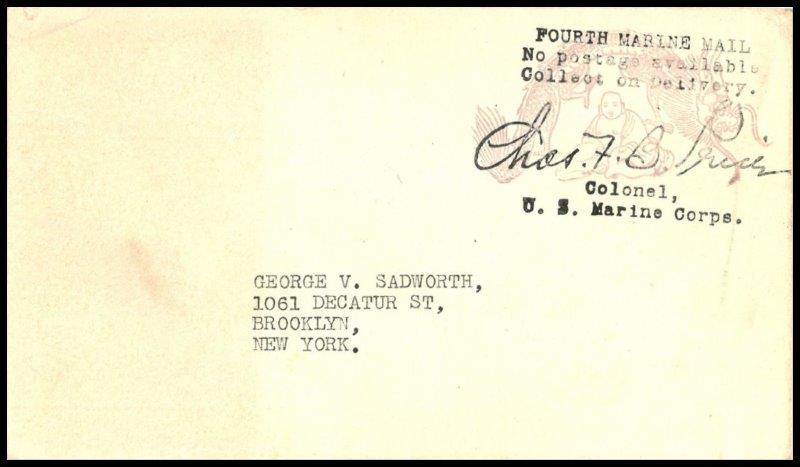 FOURTH MARINE MAIL
No postage available
Collect on Delivery.
Chas. F. B. Price
Colonel,
U. S. Marine Corps.
GEORGE V. SADWORTH,
1061 DECATUR ST,
BROOKLYN,
NEW YORK.